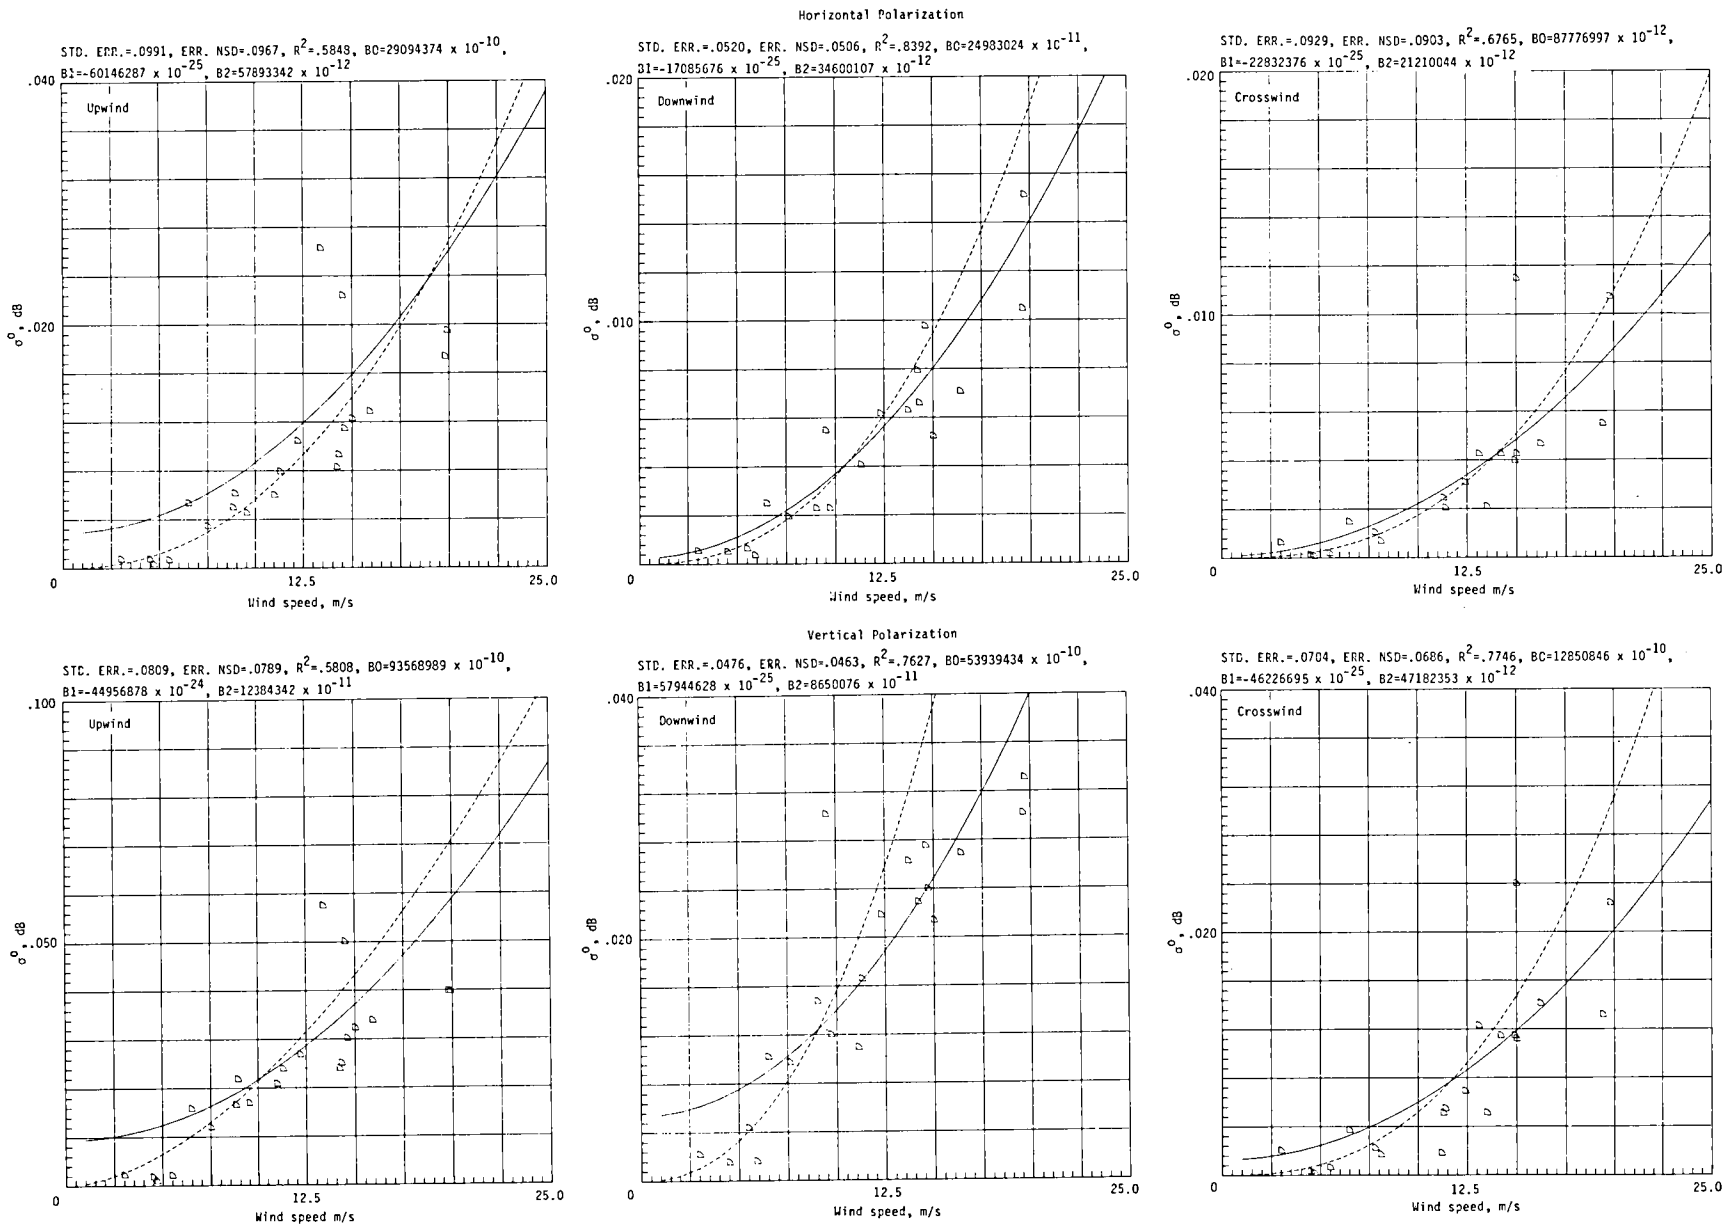 Horizontal Polarization
STD. ERR.=.0991, ERR. NSD=.0967, R2=.5848, B0=29094374 x 10-10,
B1=-60146287 x 10-25, B2=57893342 x 10-12
.040
Upwind
.020
σo, dB
0
12.5
25.0
Wind speed, m/s
STD. ERR.=.0520, ERR. NSD=.0506, R2=.8392, B0=24983024 x 10-11,
B1=-17085676 x 10-25, B2=34600107 x 10-12
.020
Downwind
.010
σo, dB
0
12.5
25.0
Wind speed, m/s
STD. ERR.=.0929, ERR. NSD=.0903, R2=.6765, B0=87776997 x 10-12,
B1=-22832376 x 10-25, B2=21210044 x 10-12
.020
Crosswind
.010
σo, dB
0
12.5
25.0
Wind speed m/s
Vertical Polarization
STD. ERR.=.0809, ERR. NSD=.0789, R2=.5808, B0=93568989 x 10-10,
B1=-44956878 x 10-24, B2=12384342 x 10-11
.100
Upwind
.050
σo, dB
0
12.5
25.0
Wind speed m/s
STD. ERR.=.0476, ERR. NSD=.0463, R2=.7627, B0=53939434 x 10-10,
B1=57944628 x 10-25, B2=8650076 x 10-11
.040
Downwind
.020
σo, dB
0
12.5
25.0
Wind speed, m/s
STD. ERR.=.0704, ERR. NSD=.0686, R2=.7746, B0=12850846 x 10-10,
B1=-46226695 x 10-25, B2=47182353 x 10-12
.040
Crosswind
.020
σo, dB
0
12.5
25.0
Wind speed, m/s